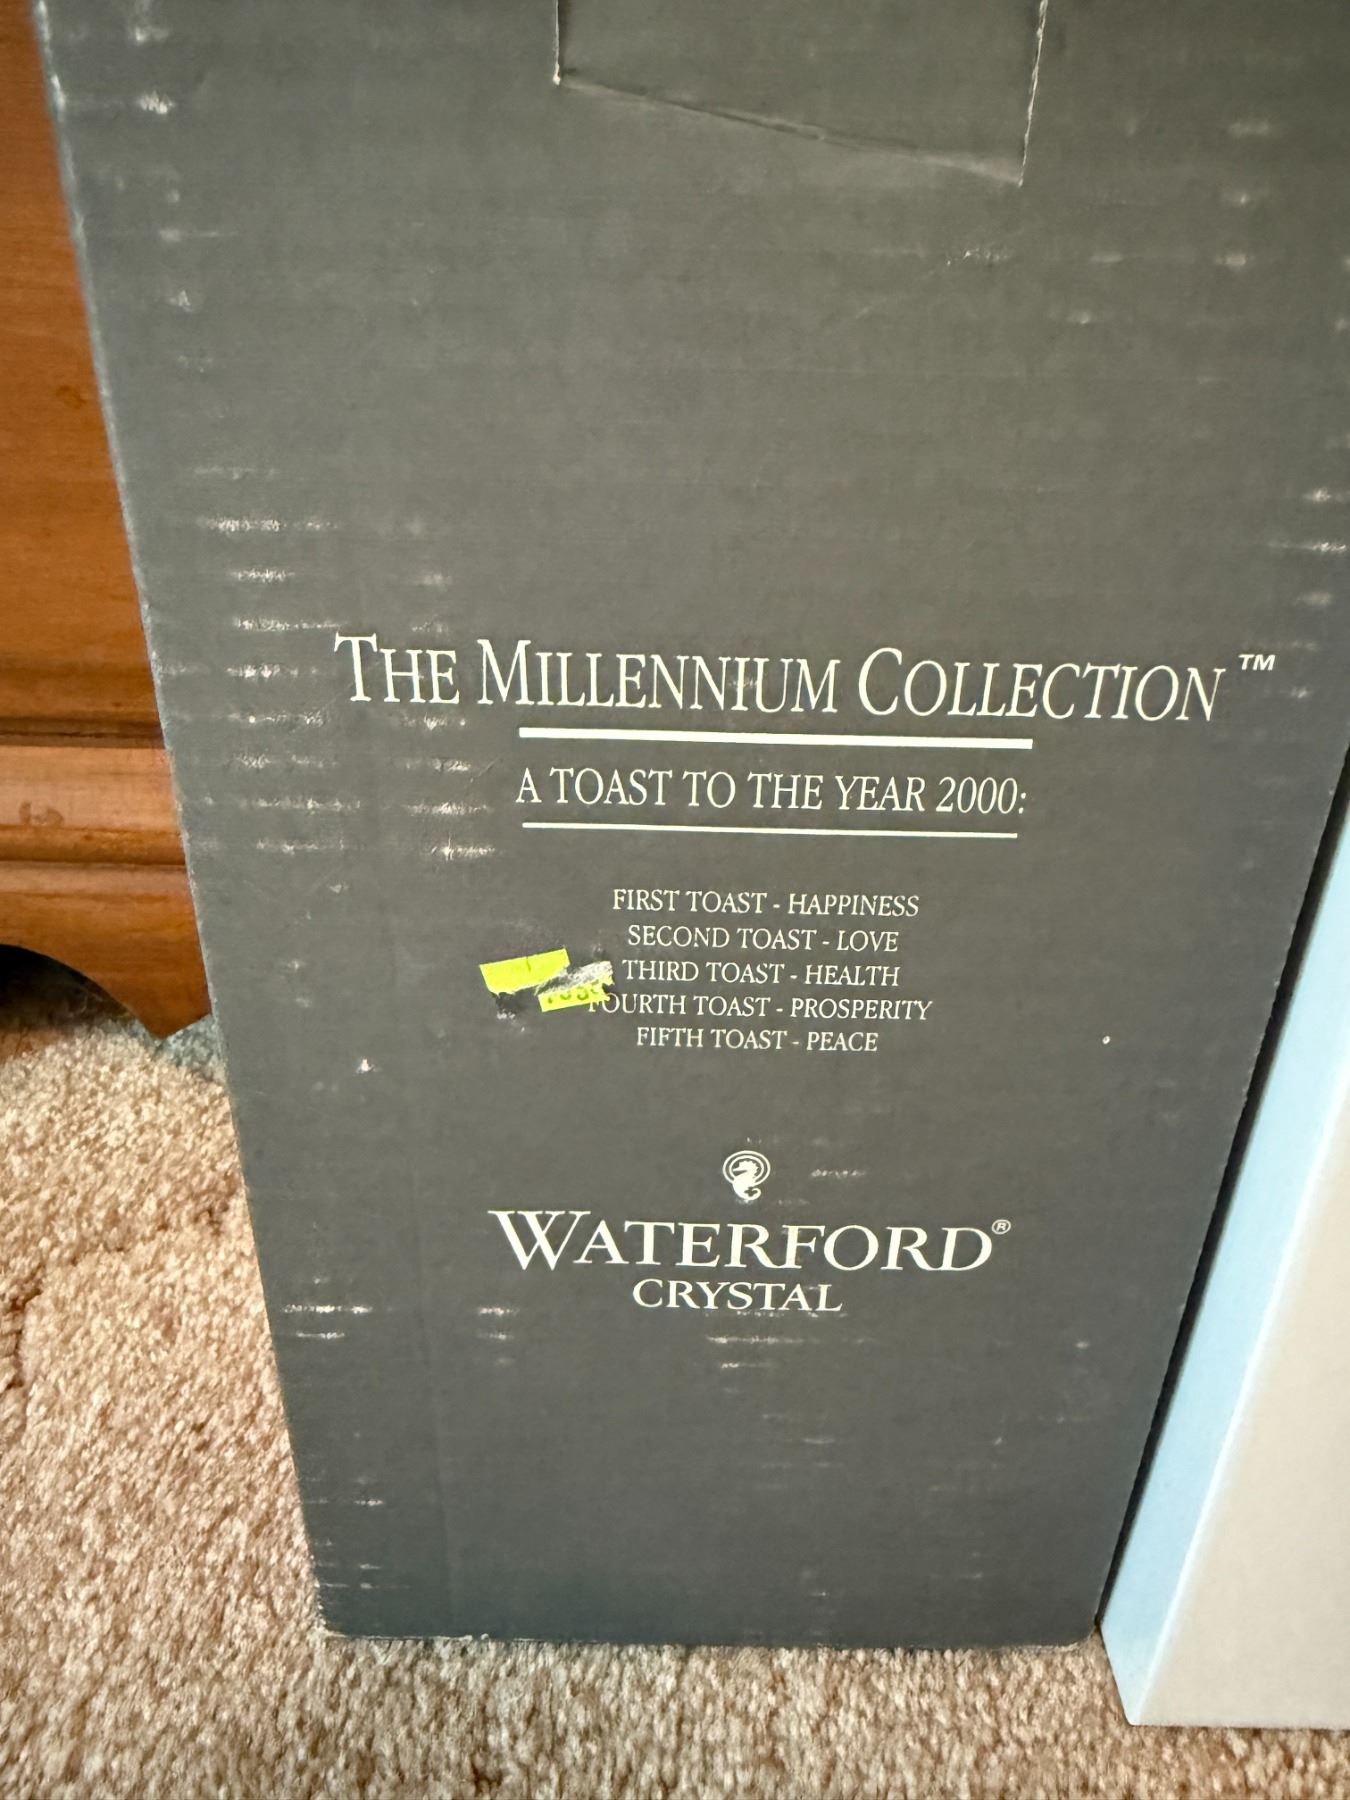 THE MILLENNIUM COLLECTION™
A TOAST TO THE YEAR 2000:
FIRST TOAST - HAPPINESS
SECOND TOAST - LOVE
THIRD TOAST - HEALTH
FOURTH TOAST - PROSPERITY
FIFTH TOAST - PEACE
WATERFORD®
CRYSTAL